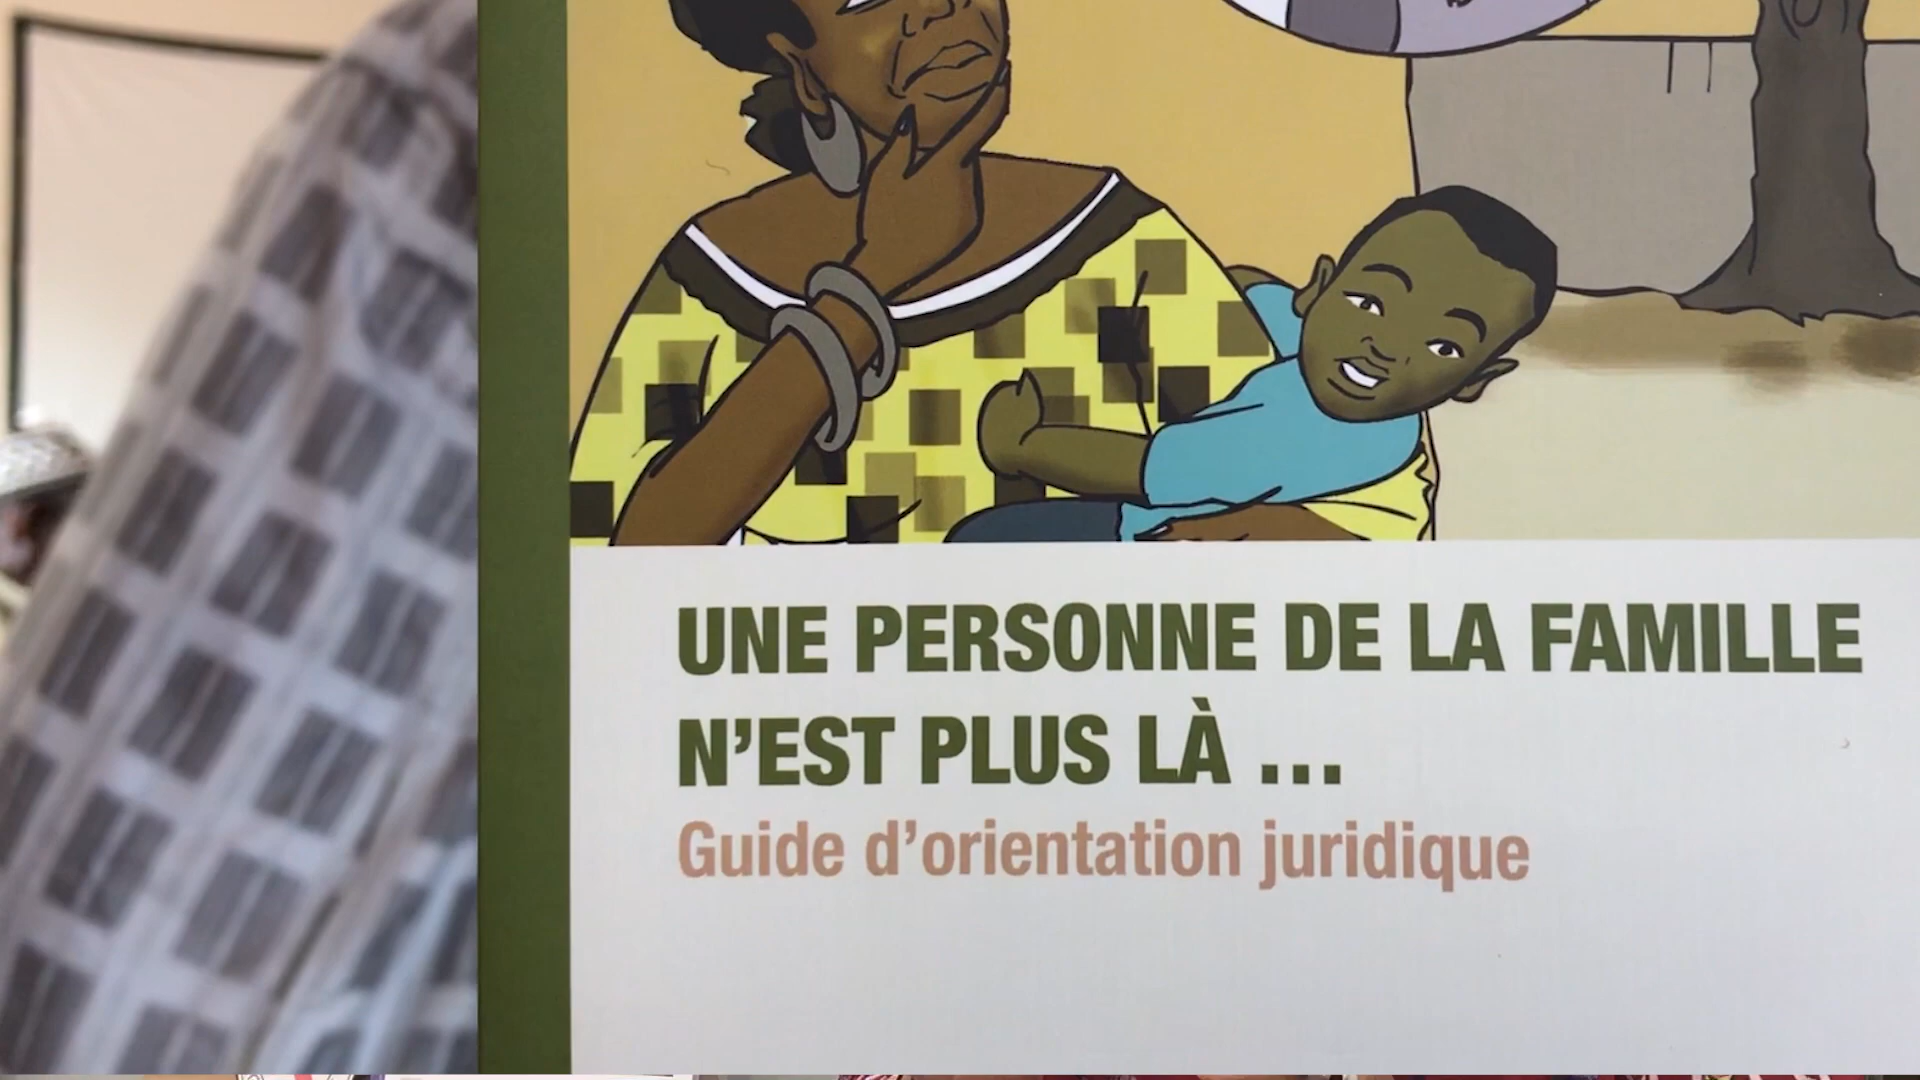 UNE PERSONNE DE LA FAMILLE
N'EST PLUS LÀ ...
Guide d'orientation juridique